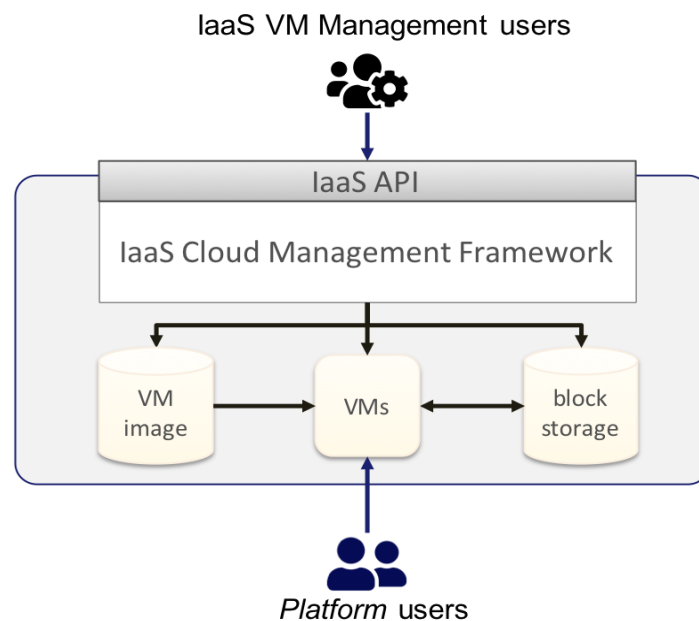 IaaS VM Management users
IaaS API
IaaS Cloud Management Framework
VM
image
VMs
block
storage
Platform users